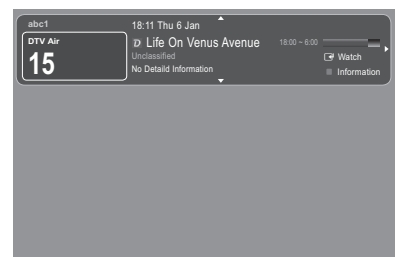 abc1
DTV Air
15
18:11 Thu 6 Jan
D Life On Venus Avenue
18:00 ~ 6:00
Unclassified
No Detaild Information
Watch
Information